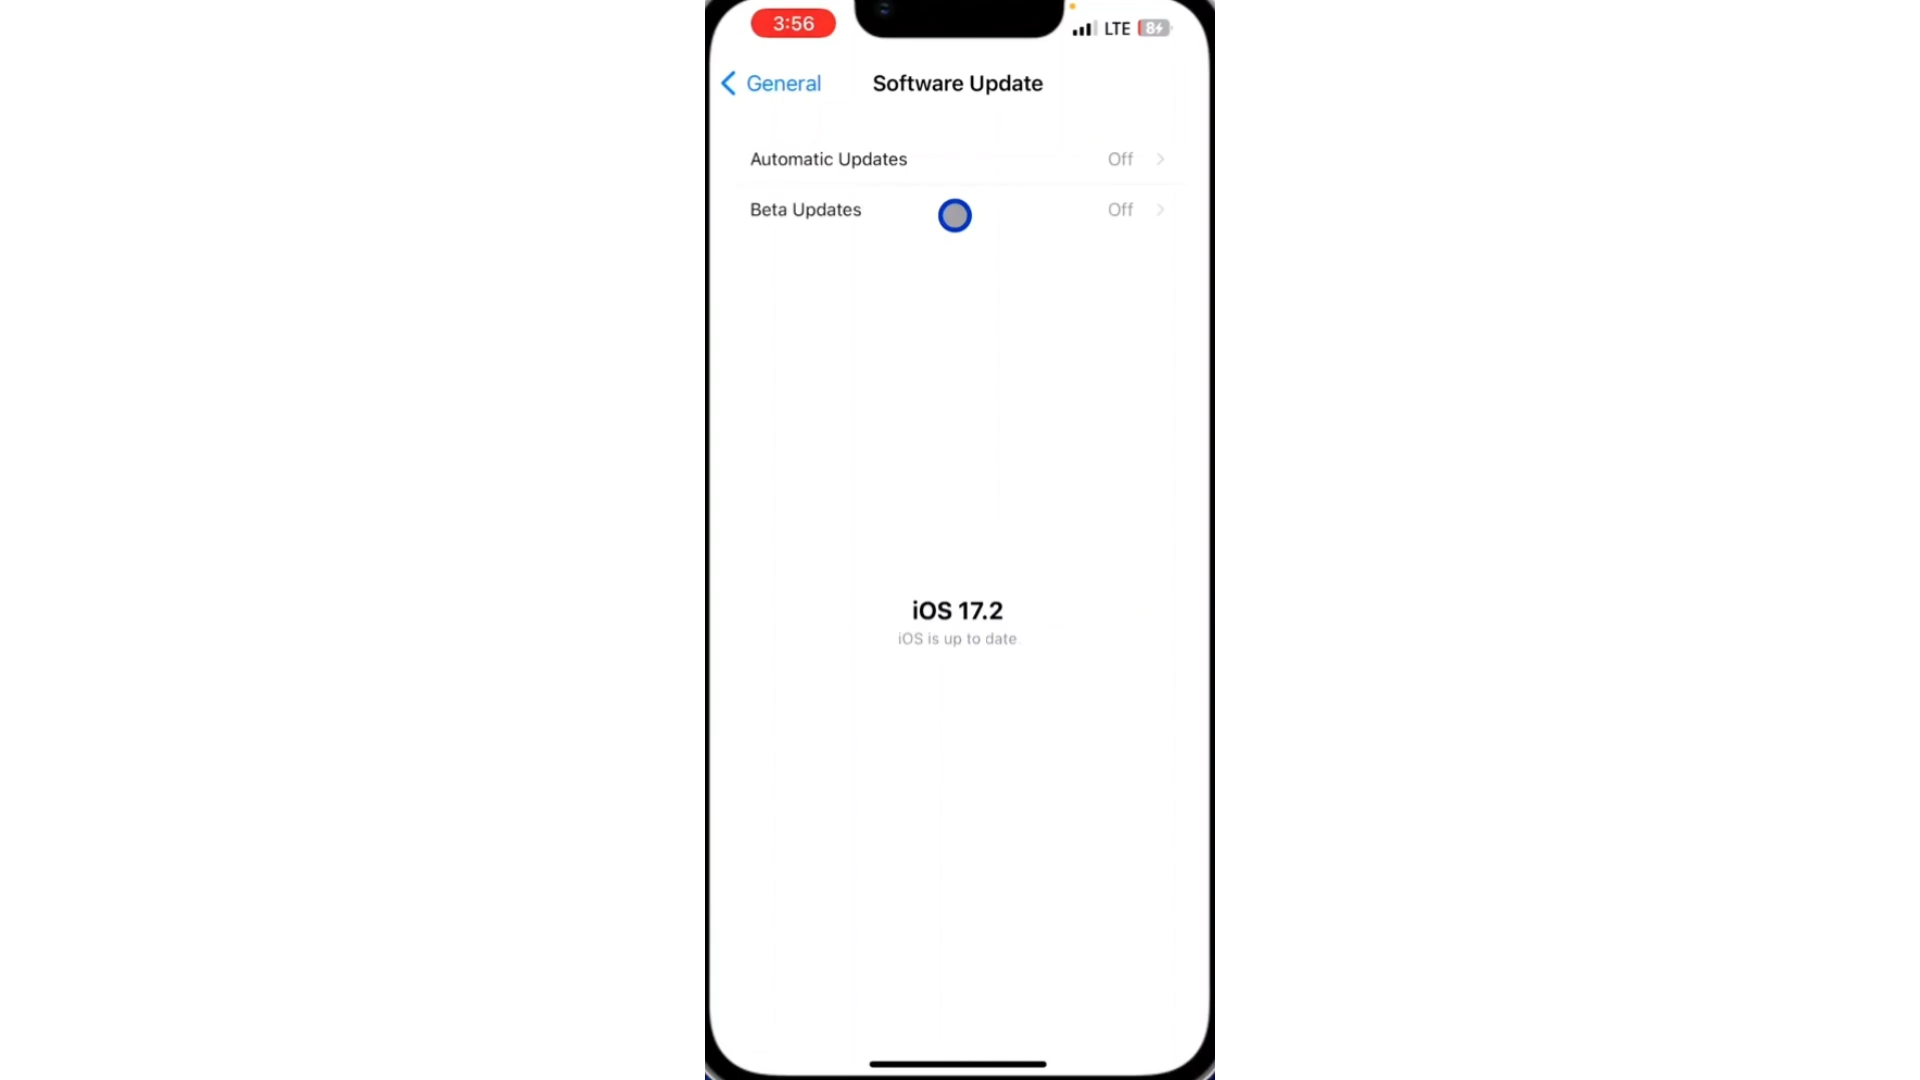 3:56
LTE 8
General
Software Update
Automatic Updates Off
Beta Updates Off
iOS 17.2
iOS is up to date